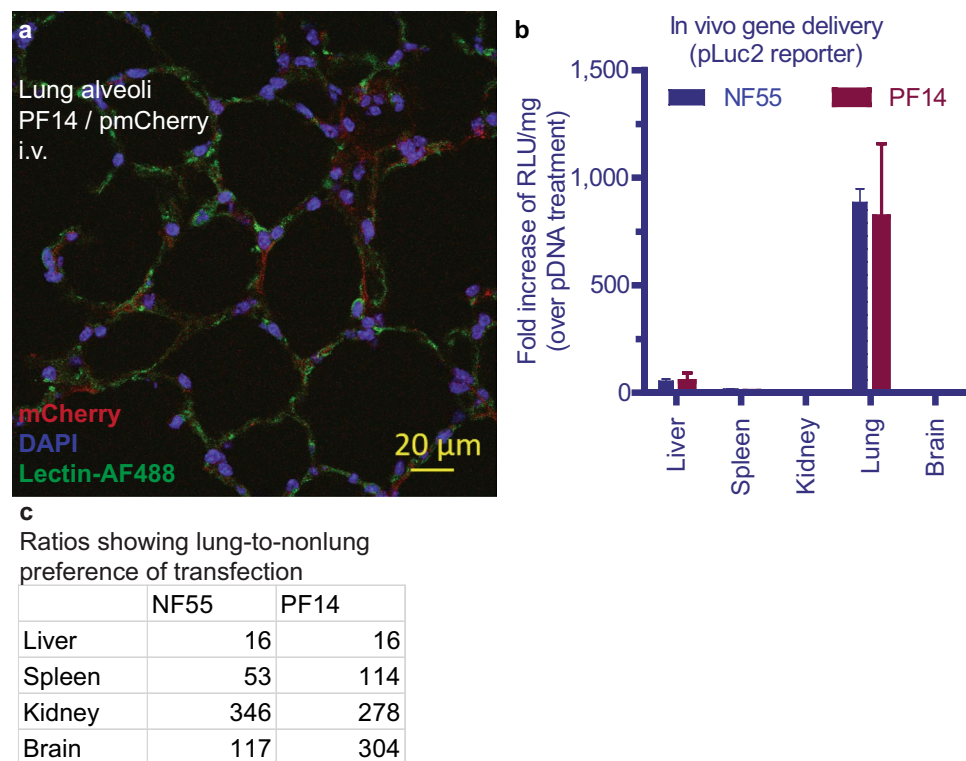 a
Lung alveoli
PF14 / pmCherry
i.v.
mCherry
DAPI
Lectin-AF488
20 µm
b
In vivo gene delivery
(pLuc2 reporter)
NF55 PF14
Fold increase of RLU/mg
(over pDNA treatment)
1,500
1,000
500
0
Liver
Spleen
Kidney
Lung
Brain
c
Ratios showing lung-to-nonlung
preference of transfection
NF55 PF14
Liver 16 16
Spleen 53 114
Kidney 346 278
Brain 117 304